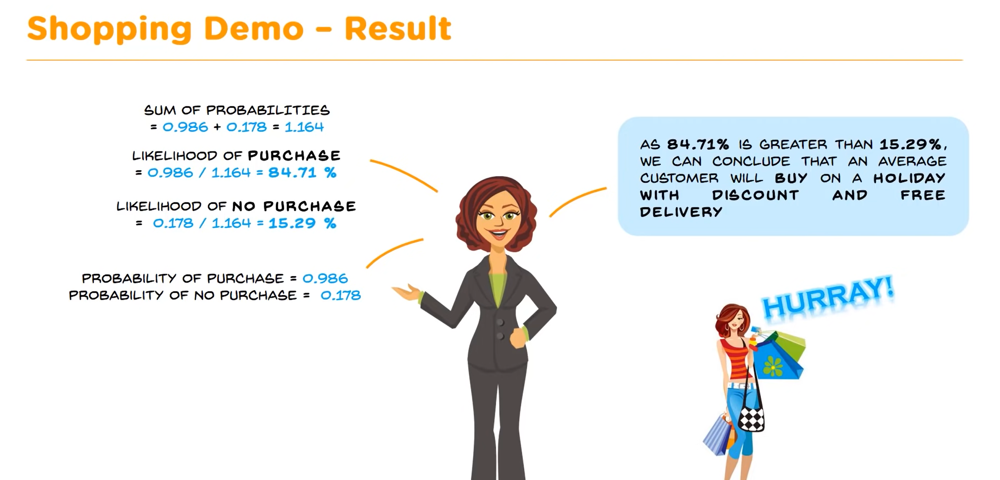 Shopping Demo – Result
SUM OF PROBABILITIES
= 0.986 + 0.178 = 1.164
LIKELIHOOD OF PURCHASE
= 0.986 / 1.164 = 84.71 %
LIKELIHOOD OF NO PURCHASE
= 0.178 / 1.164 = 15.29 %
PROBABILITY OF PURCHASE = 0.986
PROBABILITY OF NO PURCHASE = 0.178
AS 84.71% IS GREATER THAN 15.29%,
WE CAN CONCLUDE THAT AN AVERAGE
CUSTOMER WILL BUY ON A HOLIDAY
WITH DISCOUNT AND FREE
DELIVERY
HURRAY!